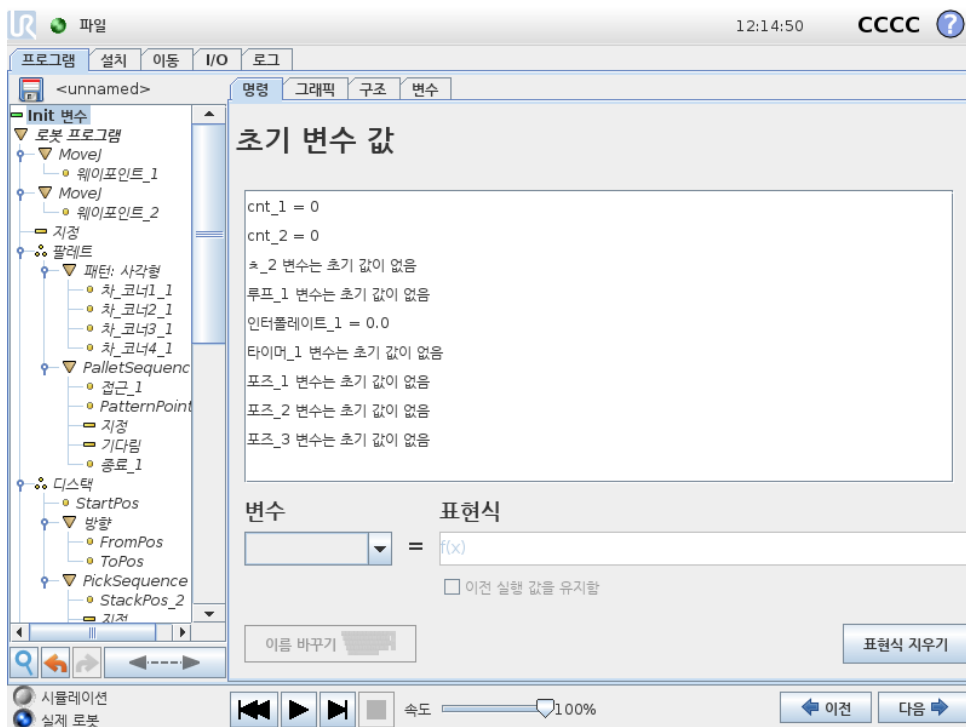 UR 파일 12:14:50 CCCC ?
프로그램 설치 이동 I/O 로그
<unnamed>
명령 그래픽 구조 변수
Init 변수
로봇 프로그램
MoveJ
웨이포인트_1
MoveJ
웨이포인트_2
지정
팔레트
패턴: 사각형
차_코너1_1
차_코너2_1
차_코너3_1
차_코너4_1
PalletSequenc
접근_1
PatternPoint
지정
기다림
종료_1
디스택
StartPos
방향
FromPos
ToPos
PickSequence
StackPos_2
지정
초기 변수 값
cnt_1 = 0
cnt_2 = 0
ㅊ_2 변수는 초기 값이 없음
루프_1 변수는 초기 값이 없음
인터폴레이트_1 = 0.0
타이머_1 변수는 초기 값이 없음
포즈_1 변수는 초기 값이 없음
포즈_2 변수는 초기 값이 없음
포즈_3 변수는 초기 값이 없음
변수 표현식
= f(x)
이전 실행 값을 유지함
이름 바꾸기
표현식 지우기
시뮬레이션
실제 로봇
속도 100%
이전 다음